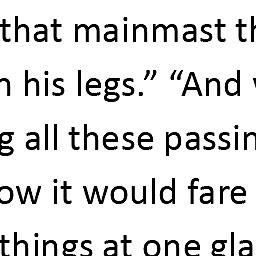 that mainmast th
n his legs.” “And w
g all these passin
ow it would fare
things at one gla